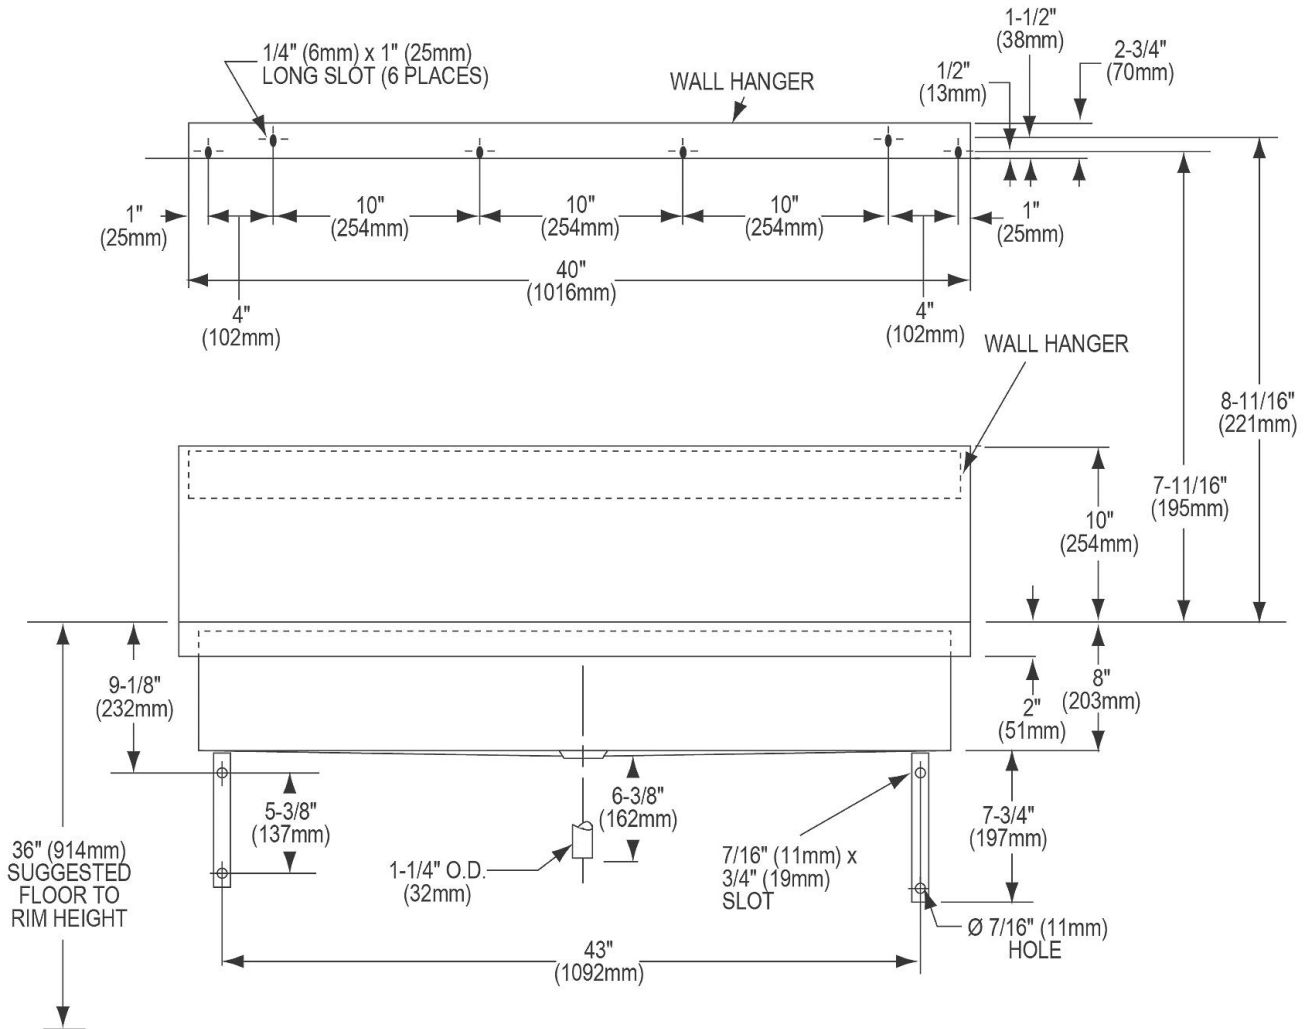 1-1/2"
(38mm)
2-3/4"
(70mm)
1/2"
(13mm)
1/4" (6mm) x 1" (25mm)
LONG SLOT (6 PLACES)
WALL HANGER
1"
(25mm)
10"
(254mm)
10"
(254mm)
10"
(254mm)
1"
(25mm)
40"
(1016mm)
4"
(102mm)
4"
(102mm)
WALL HANGER
8-11/16"
(221mm)
7-11/16"
(195mm)
10"
(254mm)
9-1/8"
(232mm)
8"
(203mm)
2"
(51mm)
5-3/8"
(137mm)
6-3/8"
(162mm)
7-3/4"
(197mm)
36" (914mm)
SUGGESTED
FLOOR TO
RIM HEIGHT
1-1/4" O.D.
(32mm)
7/16" (11mm) x
3/4" (19mm)
SLOT
Ø 7/16" (11mm)
HOLE
43"
(1092mm)